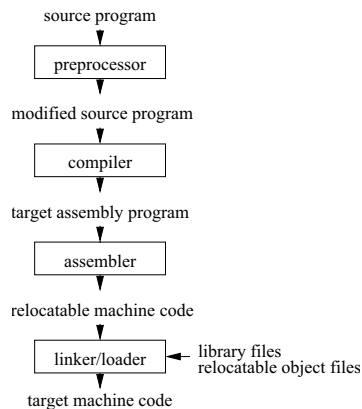 source program
preprocessor
modified source program
compiler
target assembly program
assembler
relocatable machine code
linker/loader
library files
relocatable object files
target machine code